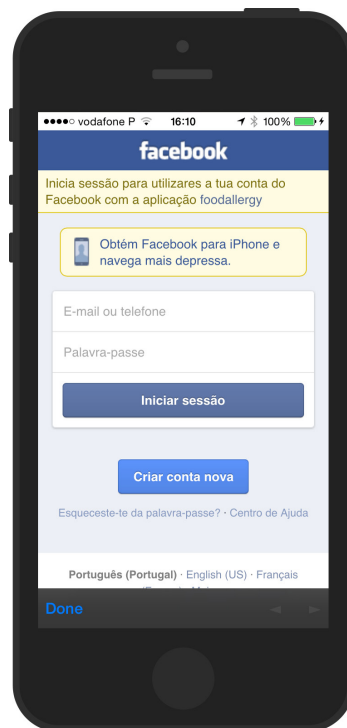 vodafone P 16:10 100%
facebook
Inicia sessão para utilizares a tua conta do
Facebook com a aplicação foodallergy
Obtém Facebook para iPhone e
navega mais depressa.
E-mail ou telefone
Palavra-passe
Iniciar sessão
Criar conta nova
Esqueceste-te da palavra-passe? · Centro de Ajuda
Português (Portugal) · English (US) · Français
Done